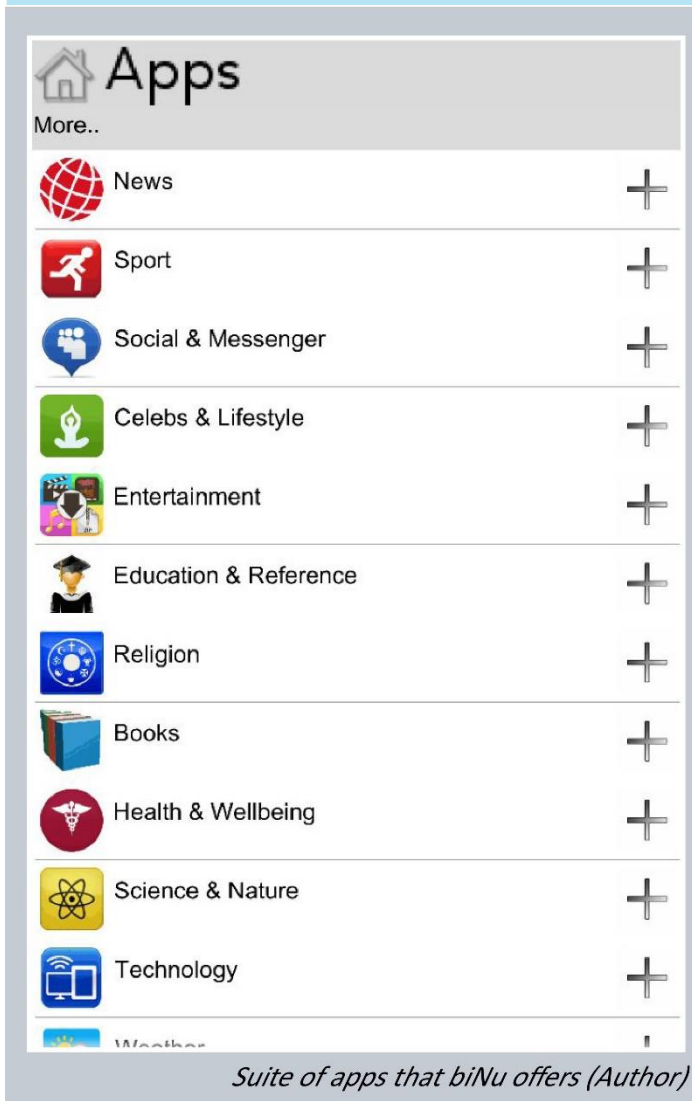 Apps
More..
News
Sport
Social & Messenger
Celebs & Lifestyle
Entertainment
Education & Reference
Religion
Books
Health & Wellbeing
Science & Nature
Technology
Weather
Suite of apps that biNu offers (Author)